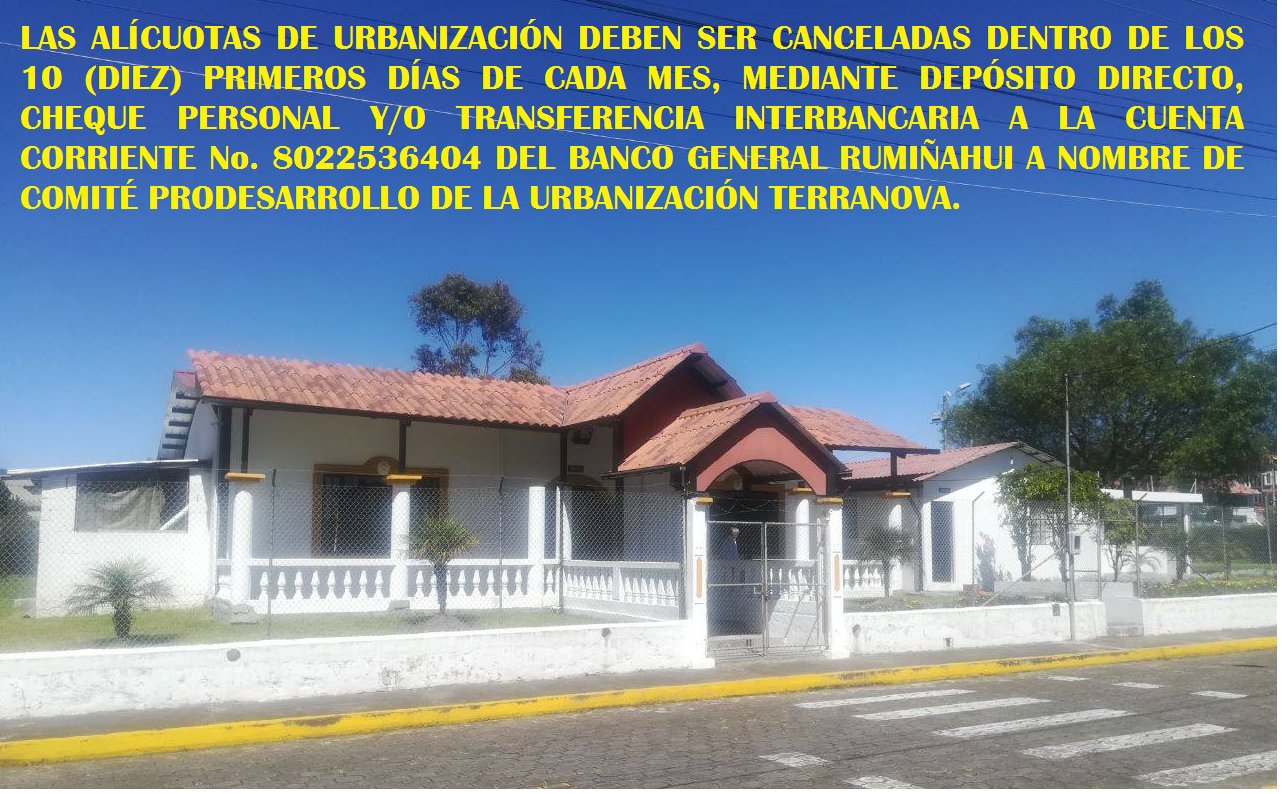 LAS ALÍCUOTAS DE URBANIZACIÓN DEBEN SER CANCELADAS DENTRO DE LOS
10 (DIEZ) PRIMEROS DÍAS DE CADA MES, MEDIANTE DEPÓSITO DIRECTO,
CHEQUE PERSONAL Y/O TRANSFERENCIA INTERBANCARIA A LA CUENTA
CORRIENTE No. 8022536404 DEL BANCO GENERAL RUMIÑAHUI A NOMBRE DE
COMITÉ PRODESARROLLO DE LA URBANIZACIÓN TERRANOVA.